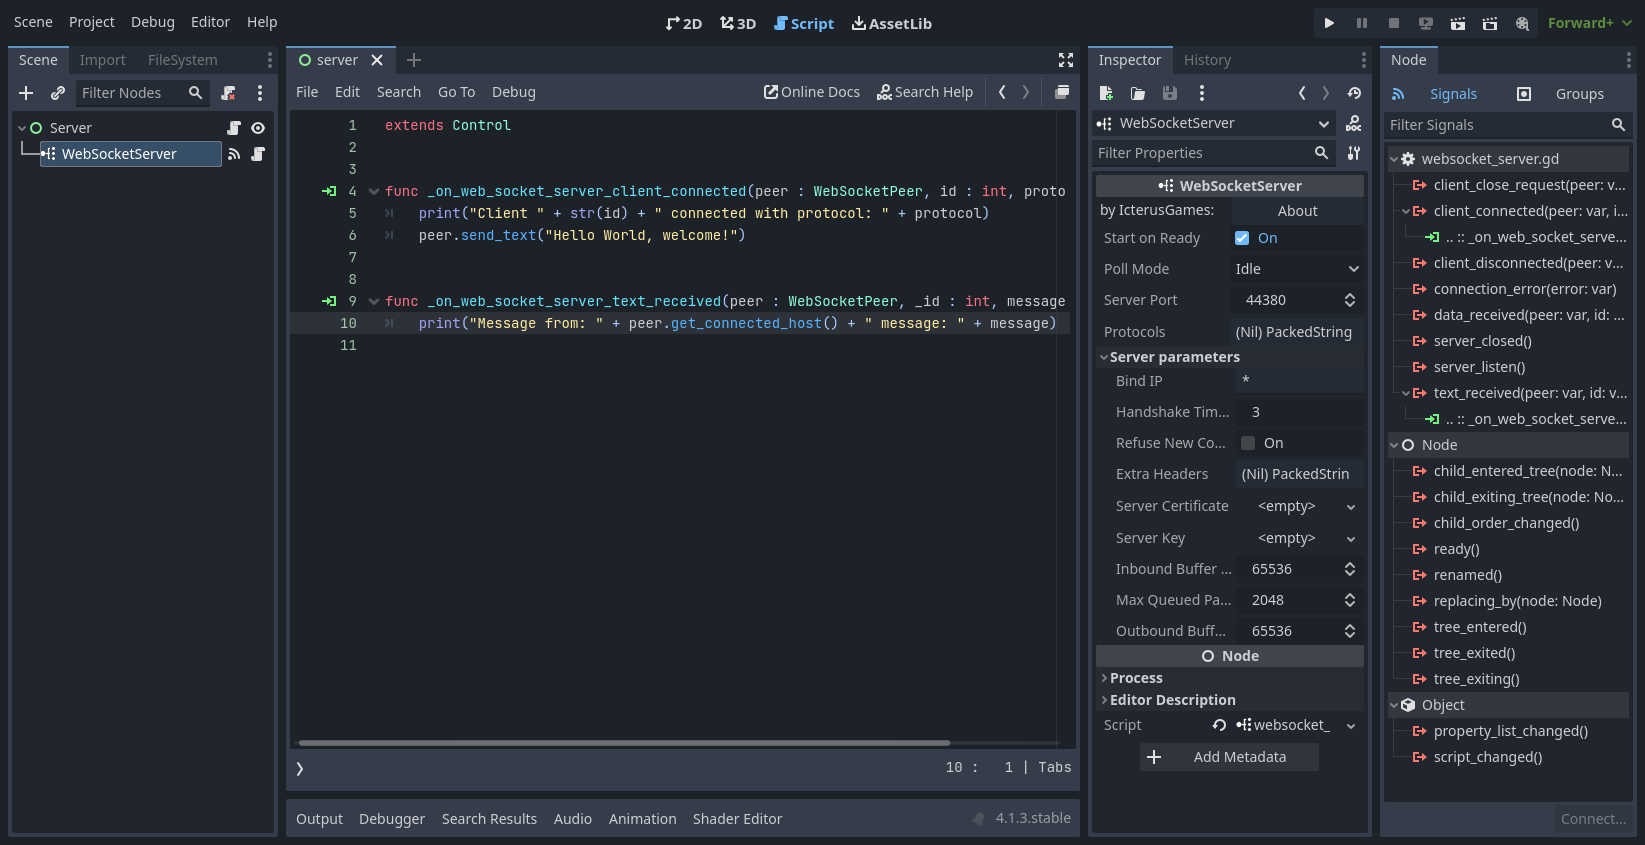 Scene Project Debug Editor Help
2D 3D Script AssetLib
Forward+
Scene Import FileSystem
Filter Nodes
Server
WebSocketServer
server
File Edit Search Go To Debug
Online Docs Search Help
1 extends Control
2
3
4 func _on_web_socket_server_client_connected(peer : WebSocketPeer, id : int, proto
5 print("Client " + str(id) + " connected with protocol: " + protocol)
6 peer.send_text("Hello World, welcome!")
7
8
9 func _on_web_socket_server_text_received(peer : WebSocketPeer, _id : int, message
10 print("Message from: " + peer.get_connected_host() + " message: " + message)
11
10 : 1 | Tabs
Output Debugger Search Results Audio Animation Shader Editor
4.1.3.stable
Inspector History
WebSocketServer
DOC
Filter Properties
WebSocketServer
by IcterusGames: About
Start on Ready On
Poll Mode Idle
Server Port 44380
Protocols (Nil) PackedString
Server parameters
Bind IP *
Handshake Tim... 3
Refuse New Co... On
Extra Headers (Nil) PackedStrin
Server Certificate <empty>
Server Key <empty>
Inbound Buffer ... 65536
Max Queued Pa... 2048
Outbound Buff... 65536
Node
Process
Editor Description
Script websocket_
Add Metadata
Node
Signals Groups
Filter Signals
websocket_server.gd
client_close_request(peer: v...
client_connected(peer: var, i...
.. :: _on_web_socket_serve...
client_disconnected(peer: v...
connection_error(error: var)
data_received(peer: var, id: ...
server_closed()
server_listen()
text_received(peer: var, id: v...
.. :: _on_web_socket_serve...
Node
child_entered_tree(node: N...
child_exiting_tree(node: No...
child_order_changed()
ready()
renamed()
replacing_by(node: Node)
tree_entered()
tree_exited()
tree_exiting()
Object
property_list_changed()
script_changed()
Connect...